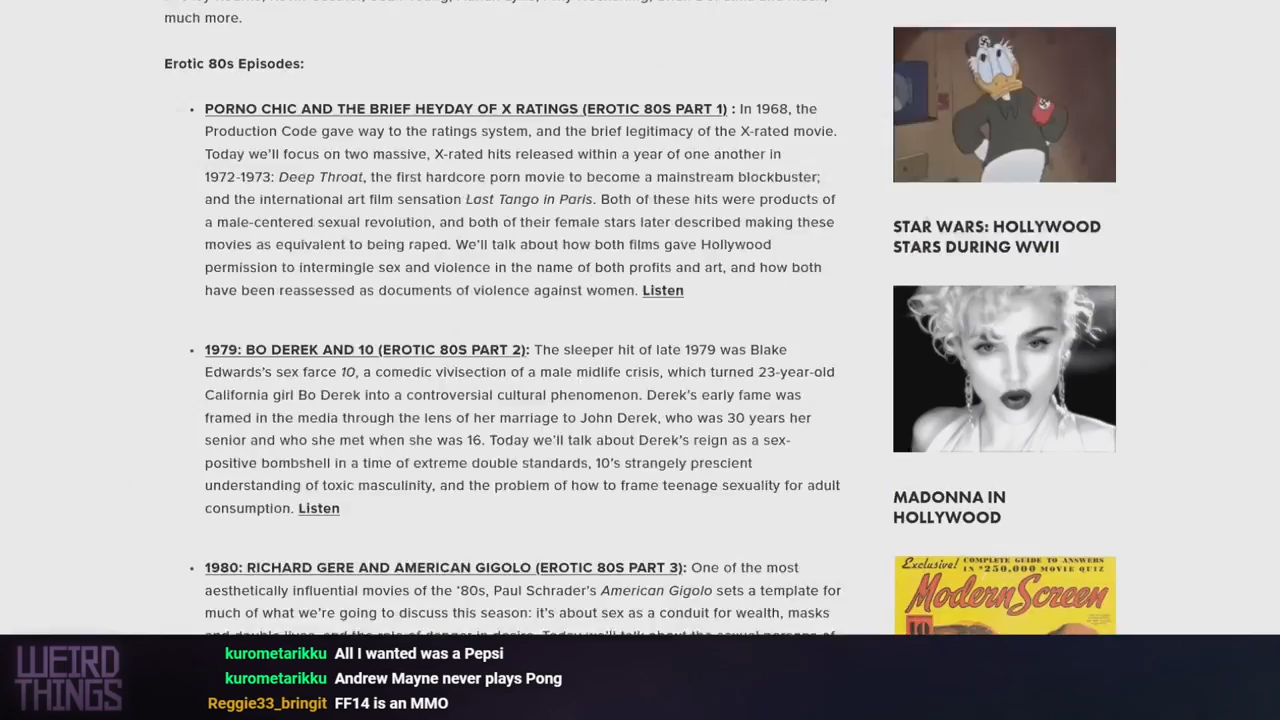 much more.
Erotic 80s Episodes:
• PORNO CHIC AND THE BRIEF HEYDAY OF X RATINGS (EROTIC 80S PART 1) : In 1968, the
Production Code gave way to the ratings system, and the brief legitimacy of the X-rated movie.
Today we'll focus on two massive, X-rated hits released within a year of one another in
1972-1973: Deep Throat, the first hardcore porn movie to become a mainstream blockbuster;
and the international art film sensation Last Tango in Paris. Both of these hits were products of
a male-centered sexual revolution, and both of their female stars later described making these
movies as equivalent to being raped. We'll talk about how both films gave Hollywood
permission to intermingle sex and violence in the name of both profits and art, and how both
have been reassessed as documents of violence against women. Listen
• 1979: BO DEREK AND 10 (EROTIC 80S PART 2): The sleeper hit of late 1979 was Blake
Edwards's sex farce 10, a comedic vivisection of a male midlife crisis, which turned 23-year-old
California girl Bo Derek into a controversial cultural phenomenon. Derek's early fame was
framed in the media through the lens of her marriage to John Derek, who was 30 years her
senior and who she met when she was 16. Today we'll talk about Derek's reign as a sex-
positive bombshell in a time of extreme double standards, 10's strangely prescient
understanding of toxic masculinity, and the problem of how to frame teenage sexuality for adult
consumption. Listen
• 1980: RICHARD GERE AND AMERICAN GIGOLO (EROTIC 80S PART 3): One of the most
aesthetically influential movies of the '80s, Paul Schrader's American Gigolo sets a template for
much of what we're going to discuss this season: it's about sex as a conduit for wealth, masks
STAR WARS: HOLLYWOOD
STARS DURING WWII
MADONNA IN
HOLLYWOOD
Exclusive! COMPLETE GUIDE TO ANSWERS
IN $250,000 MOVIE QUIZ
Modern Screen
10
WEIRD
THINGS
kurometarikku All I wanted was a Pepsi
kurometarikku Andrew Mayne never plays Pong
Reggie33_bringit FF14 is an MMO